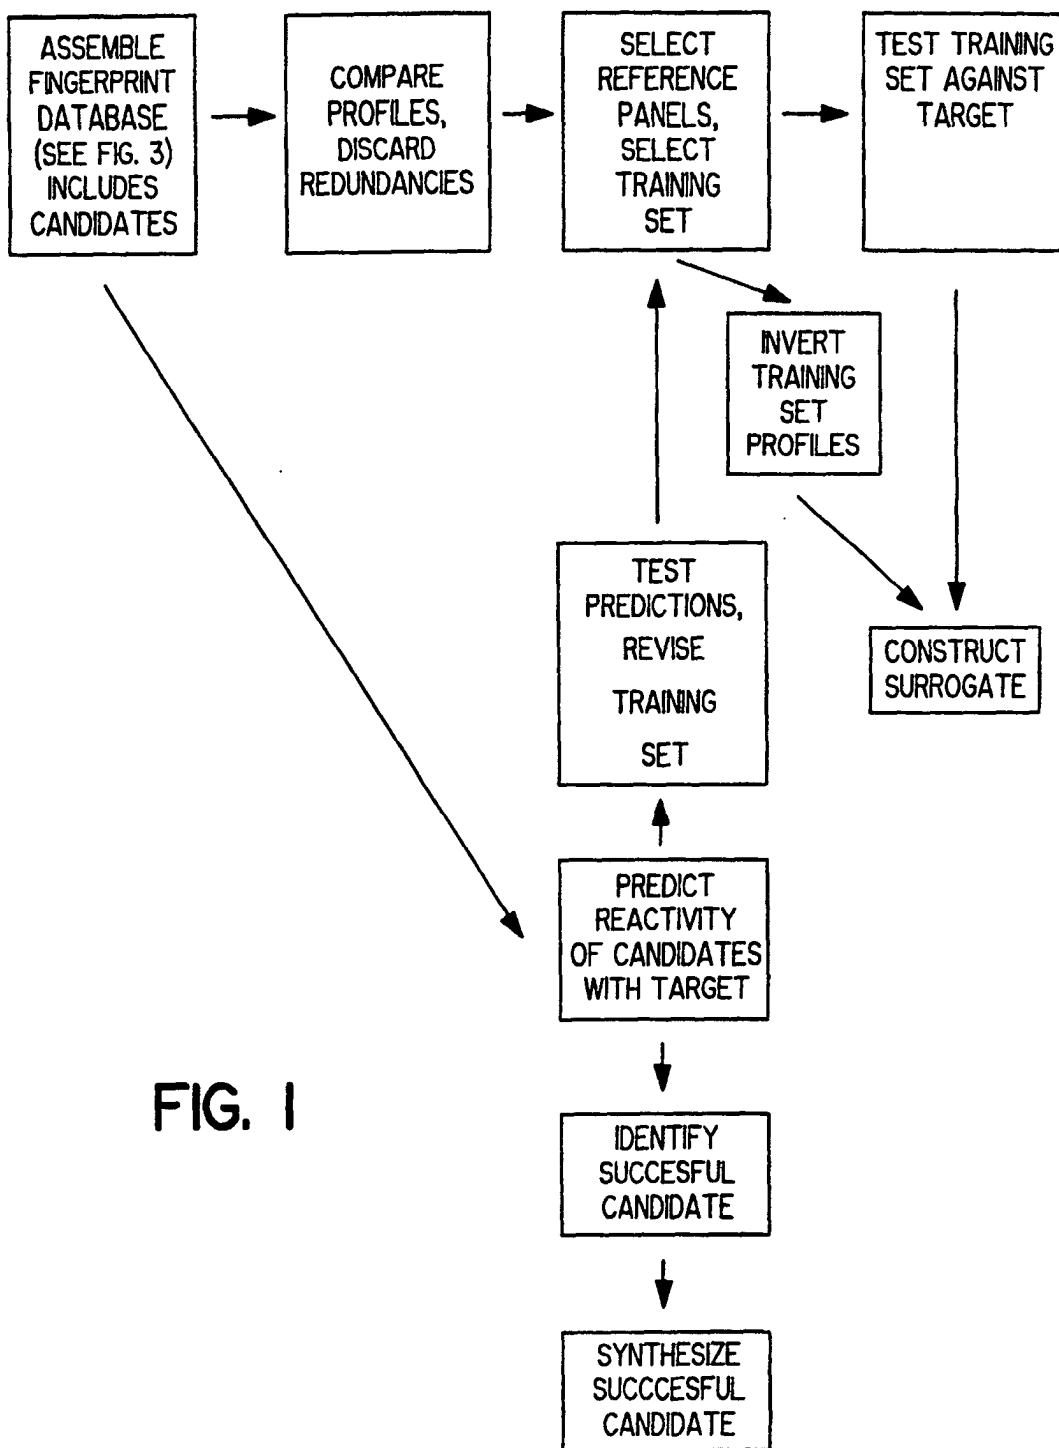 ASSEMBLE
FINGERPRINT
DATABASE
(SEE FIG. 3)
INCLUDES
CANDIDATES
COMPARE
PROFILES,
DISCARD
REDUNDANCIES
SELECT
REFERENCE
PANELS,
SELECT
TRAINING
SET
TEST TRAINING
SET AGAINST
TARGET
INVERT
TRAINING
SET
PROFILES
TEST
PREDICTIONS,
REVISE
TRAINING
SET
CONSTRUCT
SURROGATE
PREDICT
REACTIVITY
OF CANDIDATES
WITH TARGET
FIG. 1
IDENTIFY
SUCCESFUL
CANDIDATE
SYNTHESIZE
SUCCCESFUL
CANDIDATE